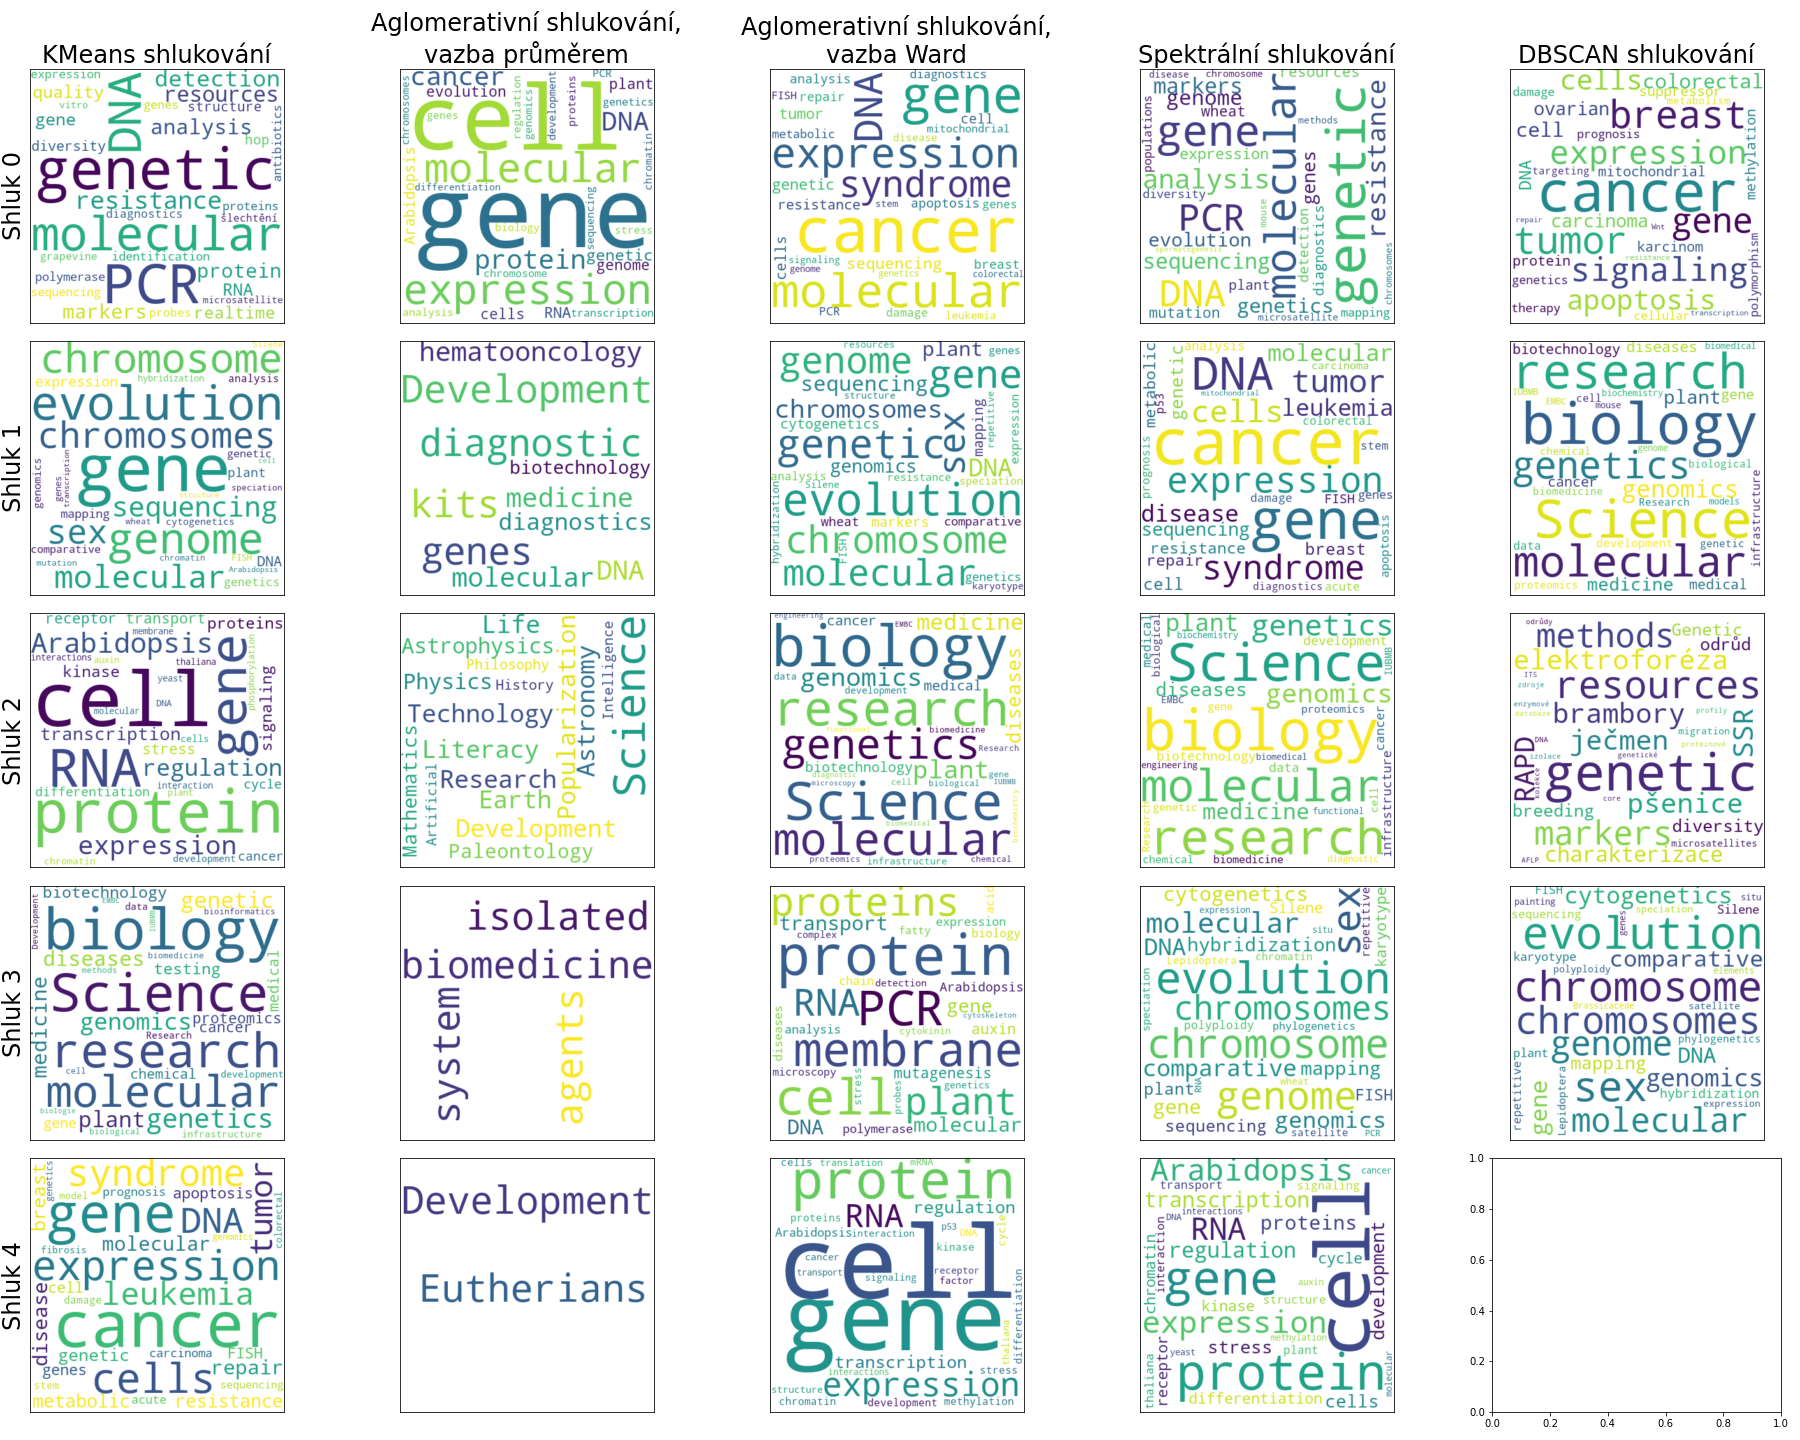 KMeans shlukování
Aglomerativní shlukování,
vazba průměrem
Aglomerativní shlukování,
vazba Ward
Spektrální shlukování
DBSCAN shlukování
Shluk 0
expression
DNA
detection
quality
resources
vitro
genes
structure
gene
analysis
hop
diversity
antibiotics
genetic
resistance
proteins
diagnostics
šlechtění
molecular
grapevine
identification
polymerase
PCR
protein
RNA
sequencing
microsatellite
markers
probes
realtime
cancer
PCR
plant
evolution
chromosomes
cell
genes
regulation
genomics
development
proteins
genetics
DNA
molecular
chromatin
Arabidopsis
differentiation
gene
biology
sequencing
stress
protein
genetic
chromosome
genome
expression
analysis
cells
RNA
transcription
analysis
DNA
diagnostics
gene
FISH
repair
tumor
cell
mitochondrial
metabolic
disease
expression
genetic
syndrome
resistance
stem
apoptosis
genes
cancer
cells
signaling
genome
sequencing
genetics
breast
colorectal
molecular
PCR
damage
leukemia
disease
chromosome
resources
markers
genome
wheat
populations
gene
molecular
methods
genetic
resistance
expression
analysis
genes
diversity
PCR
mouse
evolution
spermatogenesis
sequencing
detection
diagnostics
DNA
plant
genetics
chromosomes
mutation
microsatellite
mapping
cells
colorectal
damage
suppressor
metabolism
ovarian
breast
cell
prognosis
expression
methylation
DNA
targeting
mitochondrial
cancer
repair
carcinoma
Wnt
gene
tumor
karcinom
resistance
protein
signaling
polymorphism
genetics
therapy
apoptosis
cellular
transcription
Shluk 1
Silene
chromosome
expression
hybridization
analysis
evolution
chromosomes
genomics
genes
transcription
gene
genetic
cell
plant
structure
speciation
mapping
sequencing
sex
wheat
cytogenetics
genome
comparative
chromatin
FISH
DNA
mutation
molecular
Arabidopsis
genetics
hematooncology
Development
diagnostic
biotechnology
kits
medicine
diagnostics
genes
molecular
DNA
resources
genome
plant
genes
sequencing
gene
structure
chromosomes
cytogenetics
sex
mapping
repetitive
expression
genetic
genomics
DNA
analysis
Silene
resistance
speciation
hybridization
evolution
wheat
markers
comparative
chromosome
FISH
molecular
genetics
karyotype
metabolic
p53
genetic
analysis
DNA
molecular
carcinoma
tumor
mitochondrial
cells
leukemia
colorectal
cancer
stem
prognosis
expression
damage
FISH
genes
disease
gene
sequencing
resistance
breast
apoptosis
repair
syndrome
cell
diagnostics
acute
biotechnology
diseases
biomedical
research
IUBMB
EMBC
cell
mouse
biochemistry
plant
gene
biology
chemical
genome
genetics
biological
cancer
biomedicine
genomics
Research
models
infrastructure
Science
data
development
genetic
molecular
proteomics
medicine
medical
Shluk 2
receptor
transport
proteins
Arabidopsis
membrane
interactions
auxin
thaliana
gene
phosphorylation
kinase
yeast
signaling
cell
DNA
molecular
transcription
cells
stress
RNA
regulation
interaction
cycle
differentiation
plant
protein
expression
chromatin
development
cancer
Life
Popularization
Intelligence
Science
Astrophysics
Philosophy
Physics
History
Astronomy
Technology
Mathematics
Literacy
Artificial
Research
Earth
Development
Paleontology
engineering
cancer
EMBC
medicine
biology
data
genomics
medical
diseases
development
research
functional
biomedicine
genetics
Research
biotechnology
plant
gene
diagnostic
microscopy
cell
biological
IUBMB
Science
biochemistry
biomedical
molecular
proteomics
infrastructure
chemical
medical
biological
plant
biochemistry
genetics
development
Science
IUBMB
diseases
EMBC
gene
genomics
proteomics
biology
cancer
biotechnology
biomedical
engineering
data
molecular
infrastructure
cell
genetic
medicine
functional
Research
research
chemical
biomedicine
diagnostic
odrůdy
methods
Genetic
odrůd
elektroforéza
ITS
zdroje
resources
enzymové
databáze
brambory
profily
SSR
RAPD
DNA
ječmen
migration
proteinové
izolace
genetické
kolekce
genetic
core
pšenice
breeding
markers
diversity
microsatellites
AFLP
charakterizace
Shluk 3
biotechnology
EMBC
data
genetic
Development
IUBMB
bioinformatics
biology
diseases
biomedicine
methods
testing
medical
medicine
Science
genomics
proteomics
Research
cancer
research
cell
chemical
development
molecular
biologie
gene
plant
genetics
biological
infrastructure
isolated
biomedicine
system
agents
proteins
acid
transport
expression
complex
fatty
biology
protein
chain
detection
Arabidopsis
RNA
PCR
gene
cytoskeleton
analysis
cytokinin
auxin
diseases
membrane
microscopy
mutagenesis
cell
stress
probes
genetics
plant
DNA
polymerase
molecular
cytogenetics
sex
repetitive
karyotype
expression
Silene
molecular
situ
DNA
hybridization
Lepidoptera
chromatin
evolution
speciation
chromosomes
polyploidy
phylogenetics
chromosome
comparative
mapping
plant
RNA
wheat
genome
gene
FISH
sequencing
genomics
satellite
PCR
FISH
cytogenetics
situ
painting
sequencing
genes
speciation
Silene
evolution
karyotype
comparative
polyploidy
elements
chromosome
Brassicaceae
satellite
chromosomes
phylogenetics
genome
plant
DNA
mapping
repetitive
gene
Lepidoptera
sex
genomics
hybridization
expression
molecular
Shluk 4
breast
genetics
syndrome
tumor
model
prognosis
apoptosis
colorectal
gene
DNA
genomics
fibrosis
molecular
expression
disease
cell
damage
leukemia
cancer
genetic
carcinoma
FISH
genes
cells
repair
stem
sequencing
metabolic
acute
resistance
Development
Eutherians
cells
translation
mRNA
protein
regulation
proteins
RNA
p53
DNA
cycle
Arabidopsis
interaction
kinase
cancer
cell
transport
signaling
receptor
factor
gene
thaliana
differentiation
transcription
interactions
stress
structure
expression
chromatin
development
methylation
Arabidopsis
cancer
transport
signaling
transcription
cell
DNA
interactions
RNA
proteins
development
chromatin
interaction
regulation
cycle
gene
auxin
kinase
structure
expression
methylation
receptor
yeast
stress
plant
thaliana
protein
molecular
differentiation
cells
1.0
0.8
0.6
0.4
0.2
0.0
0.0 0.2 0.4 0.6 0.8 1.0